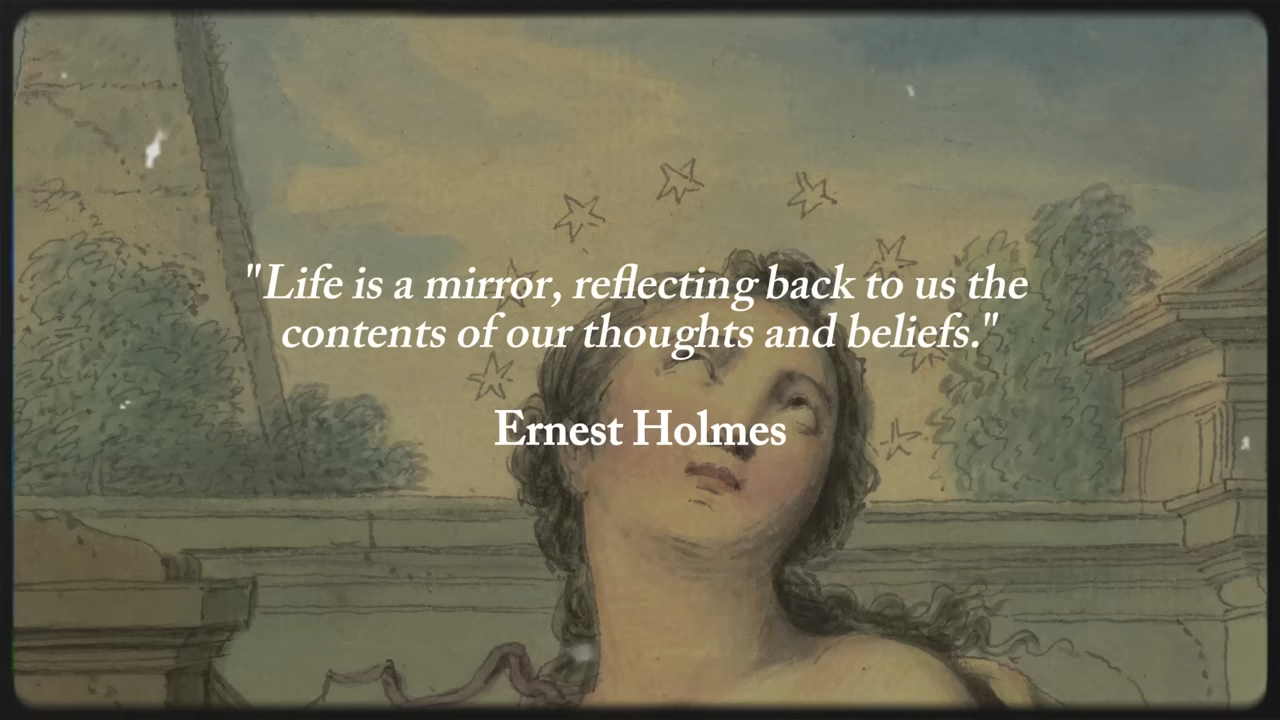 "Life is a mirror, reflecting back to us the
contents of our thoughts and beliefs."
Ernest Holmes